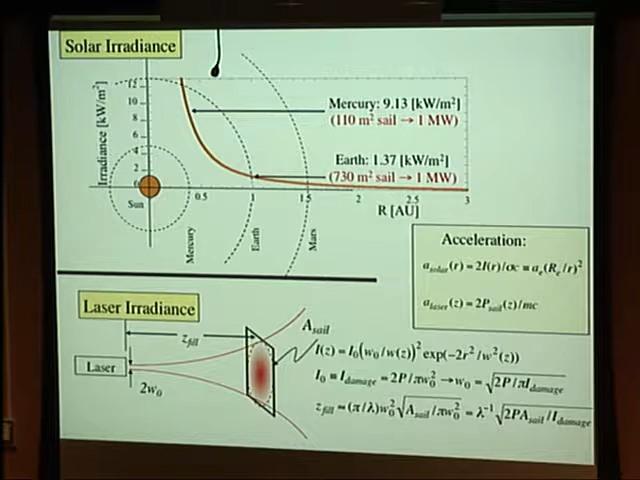 Solar Irradiance
Irradiance [kW/m²]
12
10
8
6
4
2
0
Mercury: 9.13 [kW/m²]
(110 m² sail → 1 MW)
Earth: 1.37 [kW/m²]
(730 m² sail → 1 MW)
Sun
0.5
1
1.5
2
2.5
3
R [AU]
Mercury
Earth
Mars
Acceleration:
a_solar(r) = 2I(r)/σc ≡ a_e(R_e/r)²
a_laser(z) = 2P_sail(z)/mc
Laser Irradiance
A_sail
z_fill
Laser
2w₀
I(z) = I₀(w₀/w(z))² exp(−2r²/w²(z))
I₀ ≡ I_damage = 2P/πw₀² → w₀ = √2P/πI_damage
z_fill ≈ (π/λ)w₀²√A_sail/πw₀² = λ⁻¹√2PA_sail/I_damage